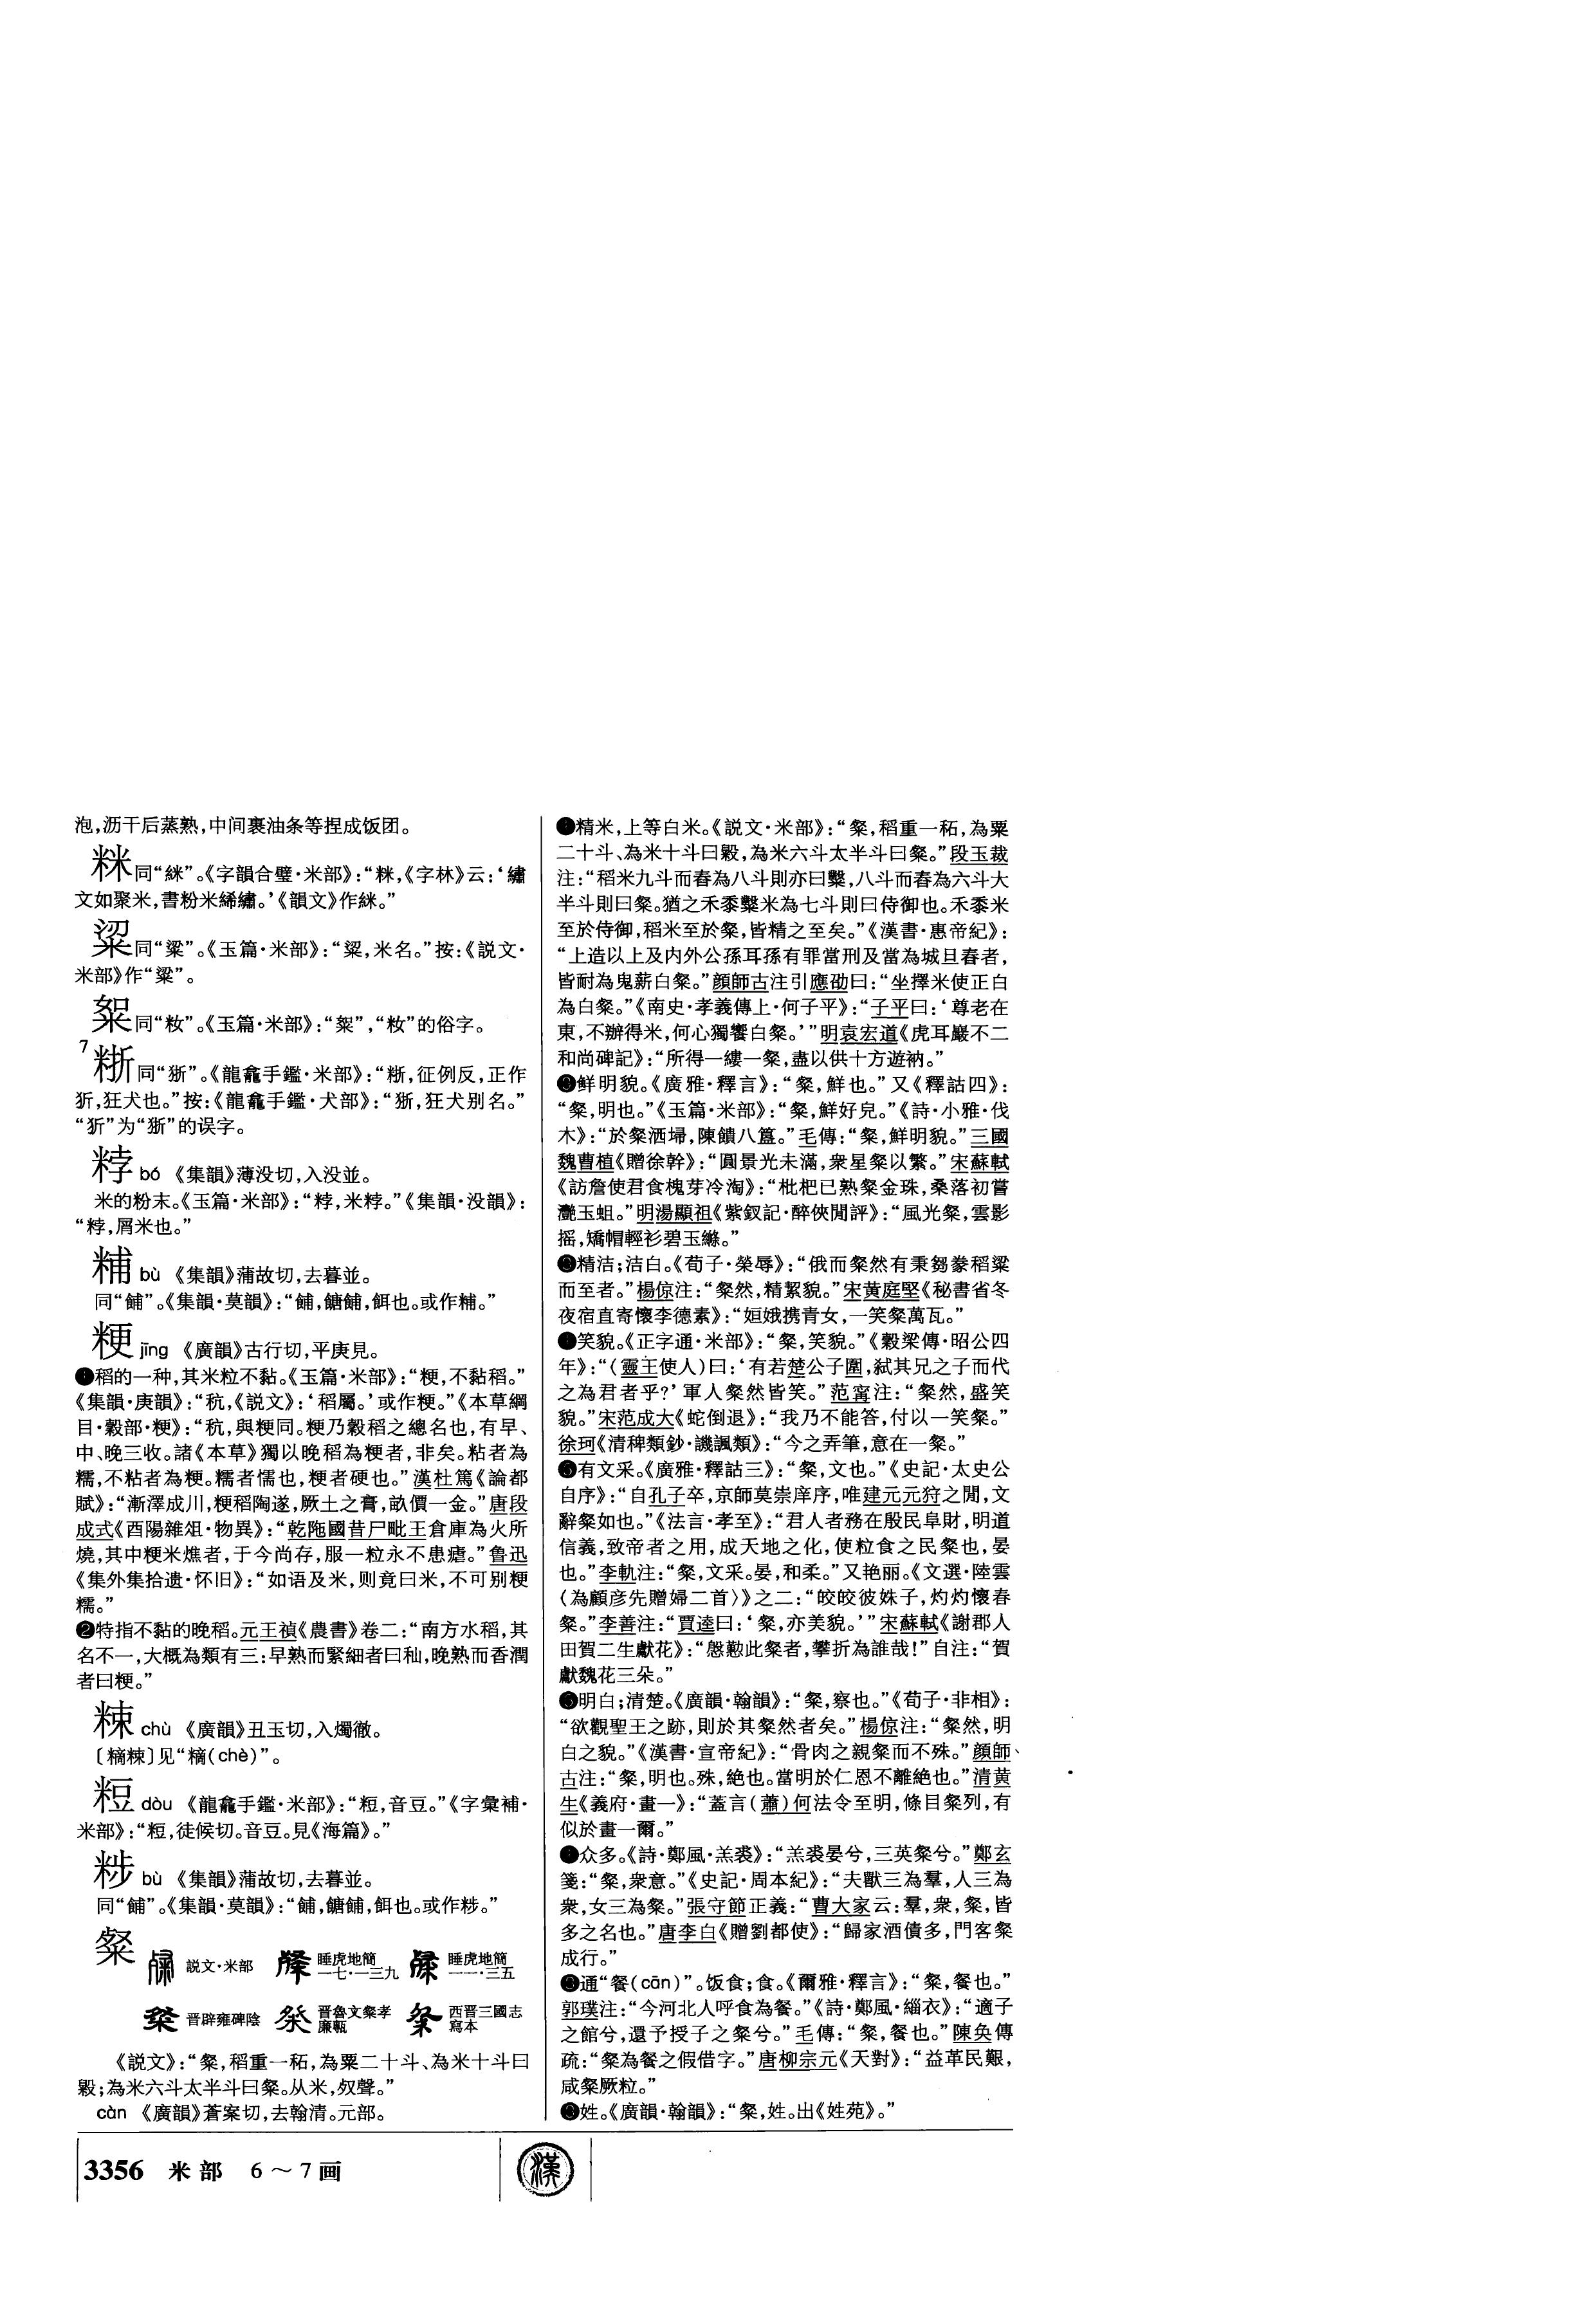 泡,沥干后蒸熟,中间裹油条等捏成饭团。
䊌同“絲”。《字韻合璧·米部》:“䊌,《字林》云:‘繡
文如聚米,書粉米絺繡。’《韻文》作絲。”
同“粱”。《玉篇·米部》:“,米名。”按:《説文·
米部》作“粱”。
䊉同“籹”。《玉篇·米部》:“䊉”,“籹”的俗字。
7
同“狾”。《龍龕手鑑·米部》:“,征例反,正作
狾,狂犬也。”按:《龍龕手鑑·犬部》:“狾,狂犬别名。”
“”为“狾”的误字。
䊏 bó 《集韻》薄没切,入没並。
米的粉末。《玉篇·米部》:“䊏,米䊏。”《集韻·没韻》:
“䊏,屑米也。”
䊇 bù 《集韻》蒲故切,去暮並。
同“餔”。《集韻·莫韻》:“餔,餹餔,餌也。或作䊇。”
粳 jīng 《廣韻》古行切,平庚見。
❶稻的一种,其米粒不黏。《玉篇·米部》:“粳,不黏稻。”
《集韻·庚韻》:“秔,《説文》:‘稻屬。’或作粳。”《本草綱
目·穀部·粳》:“秔,與粳同。粳乃穀稻之總名也,有早、
中、晚三收。諸《本草》獨以晚稻為粳者,非矣。粘者為
糯,不粘者為粳。糯者懦也,粳者硬也。”漢杜篤《論都
賦》:“漸澤成川,粳稻陶遂,厥土之膏,畝價一金。”唐段
成式《酉陽雜俎·物異》:“乾陁國昔尸毗王倉庫為火所
燒,其中粳米燋者,于今尚存,服一粒永不患瘧。”鲁迅
《集外集拾遗·怀旧》:“如语及米,则竟曰米,不可别粳
糯。”
❷特指不黏的晚稻。元王禎《農書》卷二:“南方水稻,其
名不一,大概為類有三:早熟而緊細者曰秈,晚熟而香潤
者曰粳。”
𥹳 chù 《廣韻》丑玉切,入燭徹。
〔䊞𥹳〕见“䊞(chè)”。
𥹲 dòu 《龍龕手鑑·米部》:“𥹲,音豆。”《字彙補·
米部》:“𥹲,徒候切。音豆。見《海篇》。”
bù 《集韻》蒲故切,去暮並。
同“餔”。《集韻·莫韻》:“餔,餹餔,餌也。或作。”
粲 説文·米部 睡虎地簡一七·一三九 睡虎地簡一一·三五
晋辟雍碑陰 晋魯文粲孝廉甎 西晋三國志寫本
《説文》:“粲,稻重一䄷,為粟二十斗、為米十斗曰
毇;為米六斗太半斗曰粲。从米,𣦼聲。”
càn 《廣韻》蒼案切,去翰清。元部。
❶精米,上等白米。《説文·米部》:“粲,稻重一䄷,為粟
二十斗、為米十斗曰毇,為米六斗太半斗曰粲。”段玉裁
注:“稻米九斗而舂為八斗則亦曰糳,八斗而舂為六斗大
半斗則曰粲。猶之禾黍糳米為七斗則曰侍御也。禾黍米
至於侍御,稻米至於粲,皆精之至矣。”《漢書·惠帝紀》:
“上造以上及内外公孫耳孫有罪當刑及當為城旦舂者,
皆耐為鬼薪白粲。”顔師古注引應劭曰:“坐擇米使正白
為白粲。”《南史·孝義傳上·何子平》:“子平曰:‘尊老在
東,不辦得米,何心獨饗白粲。’”明袁宏道《虎耳巖不二
和尚碑記》:“所得一縷一粲,盡以供十方遊衲。”
❷鮮明貌。《廣雅·釋言》:“粲,鮮也。”又《釋詁四》:
“粲,明也。”《玉篇·米部》:“粲,鮮好皃。”《詩·小雅·伐
木》:“於粲洒埽,陳饋八簋。”毛傳:“粲,鮮明貌。”三國
魏曹植《贈徐幹》:“圓景光未滿,衆星粲以繁。”宋蘇軾
《訪詹使君食槐芽冷淘》:“枇杷已熟粲金珠,桑落初嘗
灧玉蛆。”明湯顯祖《紫釵記·醉俠閒評》:“風光粲,雲影
摇,矯帽輕衫碧玉縧。”
❸精洁;洁白。《荀子·榮辱》:“俄而粲然有秉芻豢稻粱
而至者。”楊倞注:“粲然,精絜貌。”宋黄庭堅《秘書省冬
夜宿直寄懷李德素》:“姮娥携青女,一笑粲萬瓦。”
❹笑貌。《正字通·米部》:“粲,笑貌。”《穀梁傳·昭公四
年》:“(靈王使人)曰:‘有若楚公子圍,弑其兄之子而代
之為君者乎?’軍人粲然皆笑。”范甯注:“粲然,盛笑
貌。”宋范成大《蛇倒退》:“我乃不能答,付以一笑粲。”
徐珂《清稗類鈔·譏諷類》:“今之弄筆,意在一粲。”
❺有文采。《廣雅·釋詁三》:“粲,文也。”《史記·太史公
自序》:“自孔子卒,京師莫崇庠序,唯建元元狩之間,文
辭粲如也。”《法言·孝至》:“君人者務在殷民阜財,明道
信義,致帝者之用,成天地之化,使粒食之民粲也,晏
也。”李軌注:“粲,文采。晏,和柔。”又艳丽。《文選·陸雲
〈為顧彦先贈婦二首〉》之二:“皎皎彼姝子,灼灼懷春
粲。”李善注:“賈逵曰:‘粲,亦美貌。’”宋蘇軾《謝郡人
田賀二生獻花》:“慇懃此粲者,攀折為誰哉!”自注:“賀
獻魏花三朵。”
❻明白;清楚。《廣韻·翰韻》:“粲,察也。”《荀子·非相》:
“欲觀聖王之跡,則於其粲然者矣。”楊倞注:“粲然,明
白之貌。”《漢書·宣帝紀》:“骨肉之親粲而不殊。”顔師
古注:“粲,明也。殊,絶也。當明於仁恩不離絶也。”清黄
生《義府·畫一》:“蓋言(蕭)何法令至明,條目粲列,有
似於畫一爾。”
❼众多。《詩·鄭風·羔裘》:“羔裘晏兮,三英粲兮。”鄭玄
箋:“粲,衆意。”《史記·周本紀》:“夫獸三為羣,人三為
衆,女三為粲。”張守節正義:“曹大家云:羣,衆,粲,皆
多之名也。”唐李白《贈劉都使》:“歸家酒債多,門客粲
成行。”
❽通“餐(cān)”。饭食;食。《爾雅·釋言》:“粲,餐也。”
郭璞注:“今河北人呼食為餐。”《詩·鄭風·緇衣》:“適子
之館兮,還予授子之粲兮。”毛傳:“粲,餐也。”陳奂傳
疏:“粲為餐之假借字。”唐柳宗元《天對》:“益革民艱,
咸粲厥粒。”
❾姓。《廣韻·翰韻》:“粲,姓。出《姓苑》。”
3356 米部 6～7画
漢